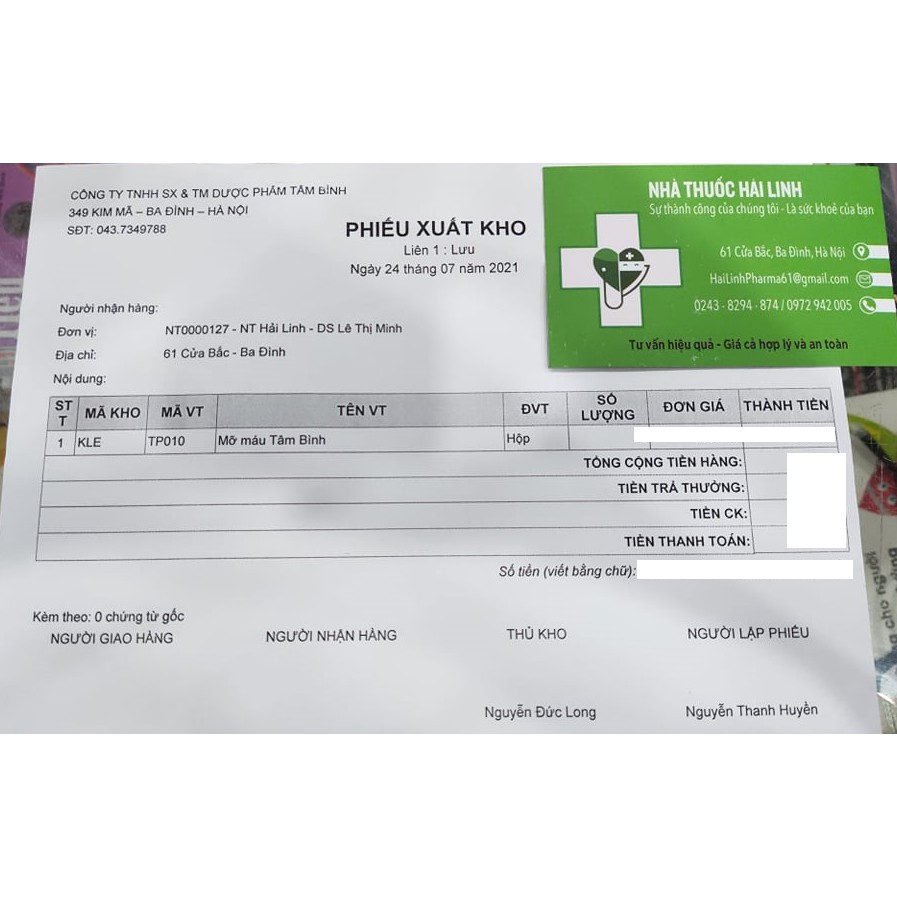 CÔNG TY TNHH SX & TM DƯỢC PHẨM TÂM BÌNH
349 KIM MÃ – BA ĐÌNH – HÀ NỘI
SĐT: 043.7349788
PHIẾU XUẤT KHO
Liên 1 : Lưu
Ngày 24 tháng 07 năm 2021
NHÀ THUỐC HẢI LINH
Sự thành công của chúng tôi - Là sức khoẻ của bạn
61 Cửa Bắc, Ba Đình, Hà Nội
HaiLinhPharma61@gmail.com
0243 - 8294 - 874 / 0972 942 005
Tư vấn hiệu quả - Giá cả hợp lý và an toàn
Người nhận hàng:
Đơn vị: NT0000127 - NT Hải Linh - DS Lê Thị Minh
Địa chỉ: 61 Cửa Bắc - Ba Đình
Nội dung:
STT MÃ KHO MÃ VT TÊN VT ĐVT SỐ LƯỢNG ĐƠN GIÁ THÀNH TIỀN
1 KLE TP010 Mỡ máu Tâm Bình Hộp
TỔNG CỘNG TIỀN HÀNG:
TIỀN TRẢ THƯỞNG:
TIỀN CK:
TIỀN THANH TOÁN:
Số tiền (viết bằng chữ):
Kèm theo: 0 chứng từ gốc
NGƯỜI GIAO HÀNG NGƯỜI NHẬN HÀNG THỦ KHO NGƯỜI LẬP PHIẾU
Nguyễn Đức Long Nguyễn Thanh Huyền
cho người